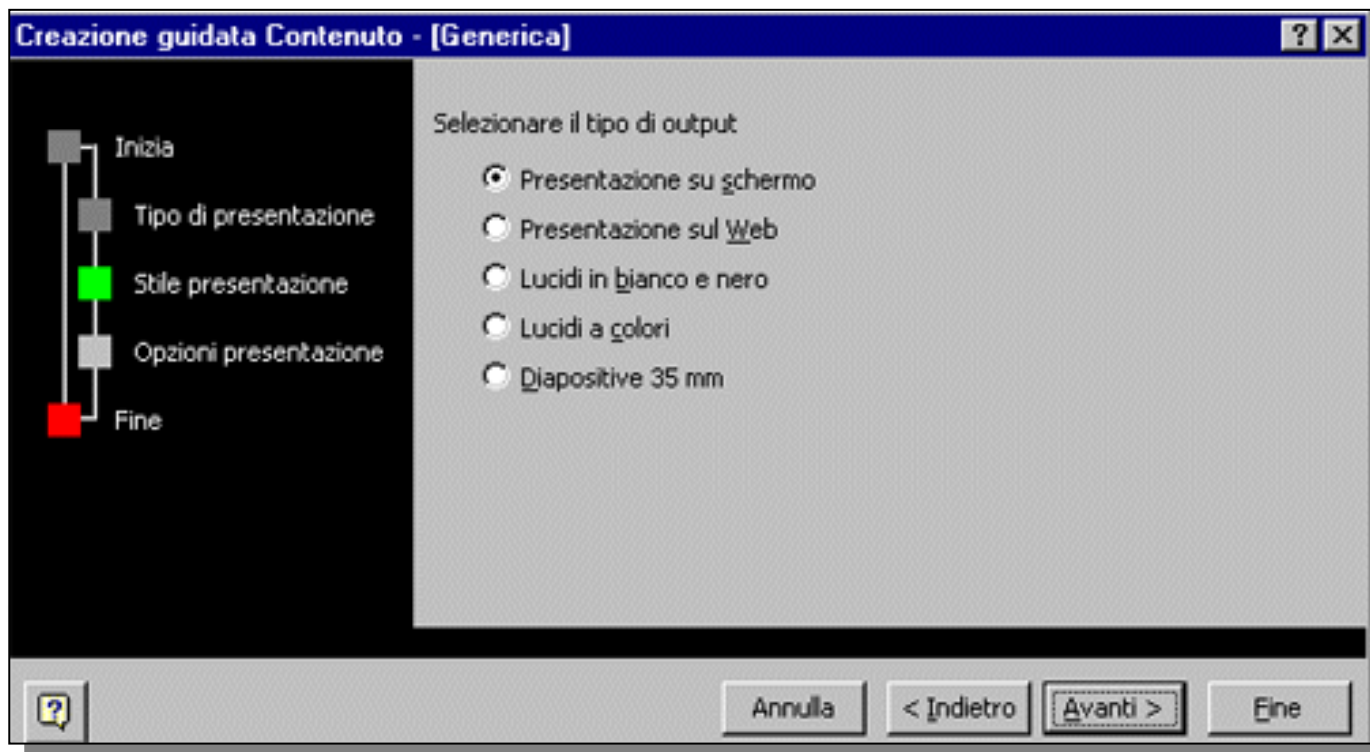 Creazione guidata Contenuto - [Generica]
Inizia
Tipo di presentazione
Stile presentazione
Opzioni presentazione
Fine
Selezionare il tipo di output
Presentazione su schermo
Presentazione sul Web
Lucidi in bianco e nero
Lucidi a colori
Diapositive 35 mm
Annulla
< Indietro
Avanti >
Fine